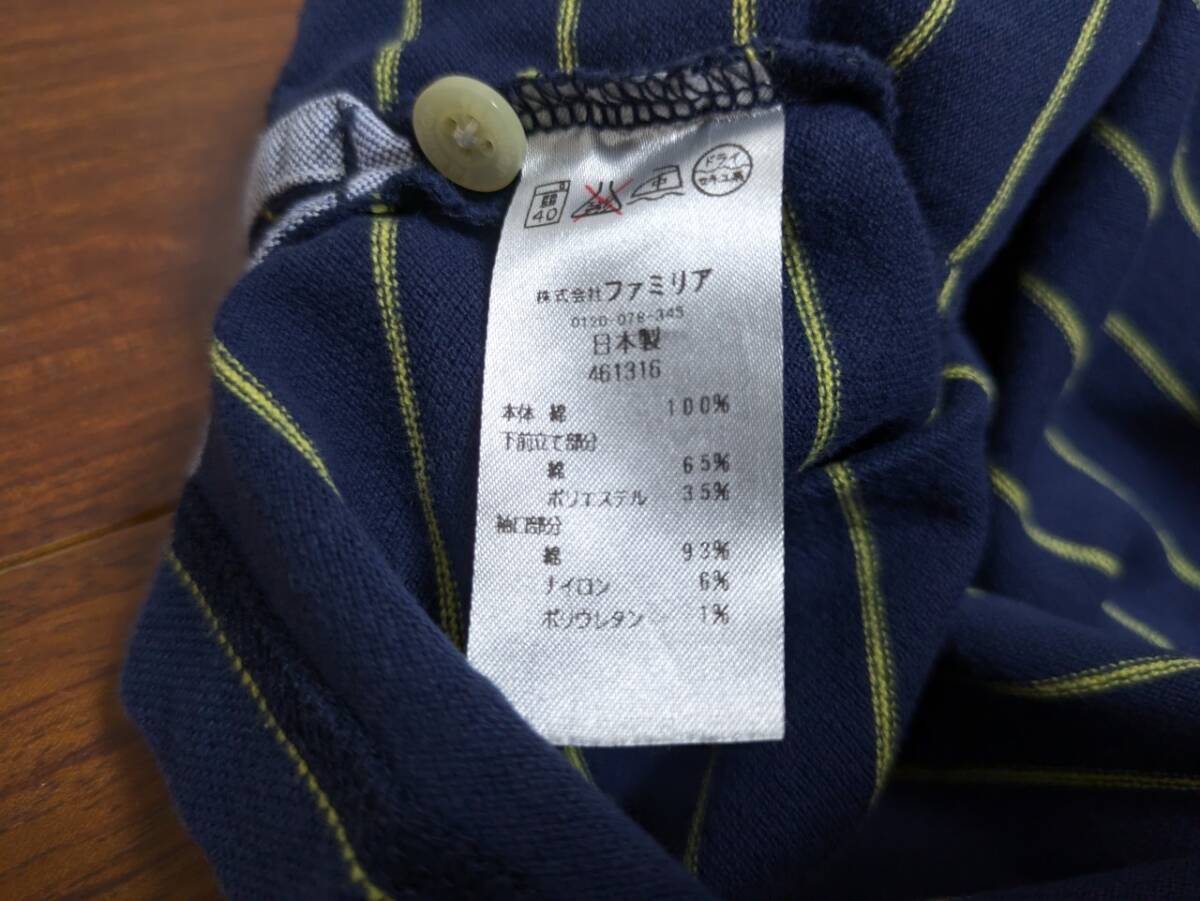 弱
40
中
ドライ
セキユ系
株式会社ファミリア
0120-078-345
日本製
461316
本体 綿 100%
下前立て部分
綿 65%
ポリエステル 35%
袖口部分
綿 93%
ナイロン 6%
ポリウレタン 1%